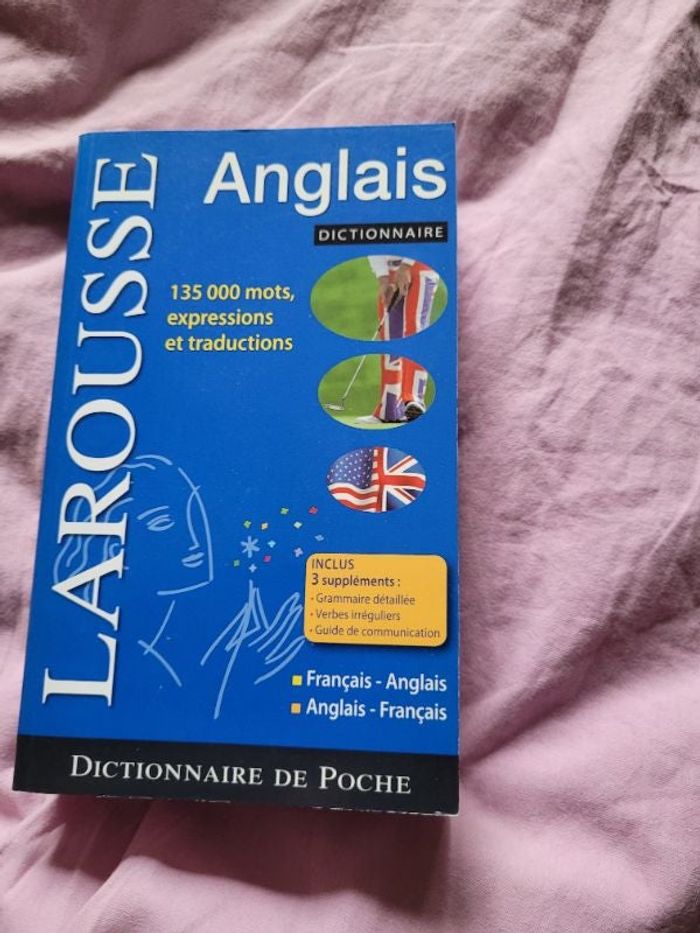 LAROUSSE
Anglais
DICTIONNAIRE
135 000 mots,
expressions
et traductions
INCLUS
3 suppléments :
• Grammaire détaillée
• Verbes irréguliers
• Guide de communication
Français - Anglais
Anglais - Français
DICTIONNAIRE DE POCHE